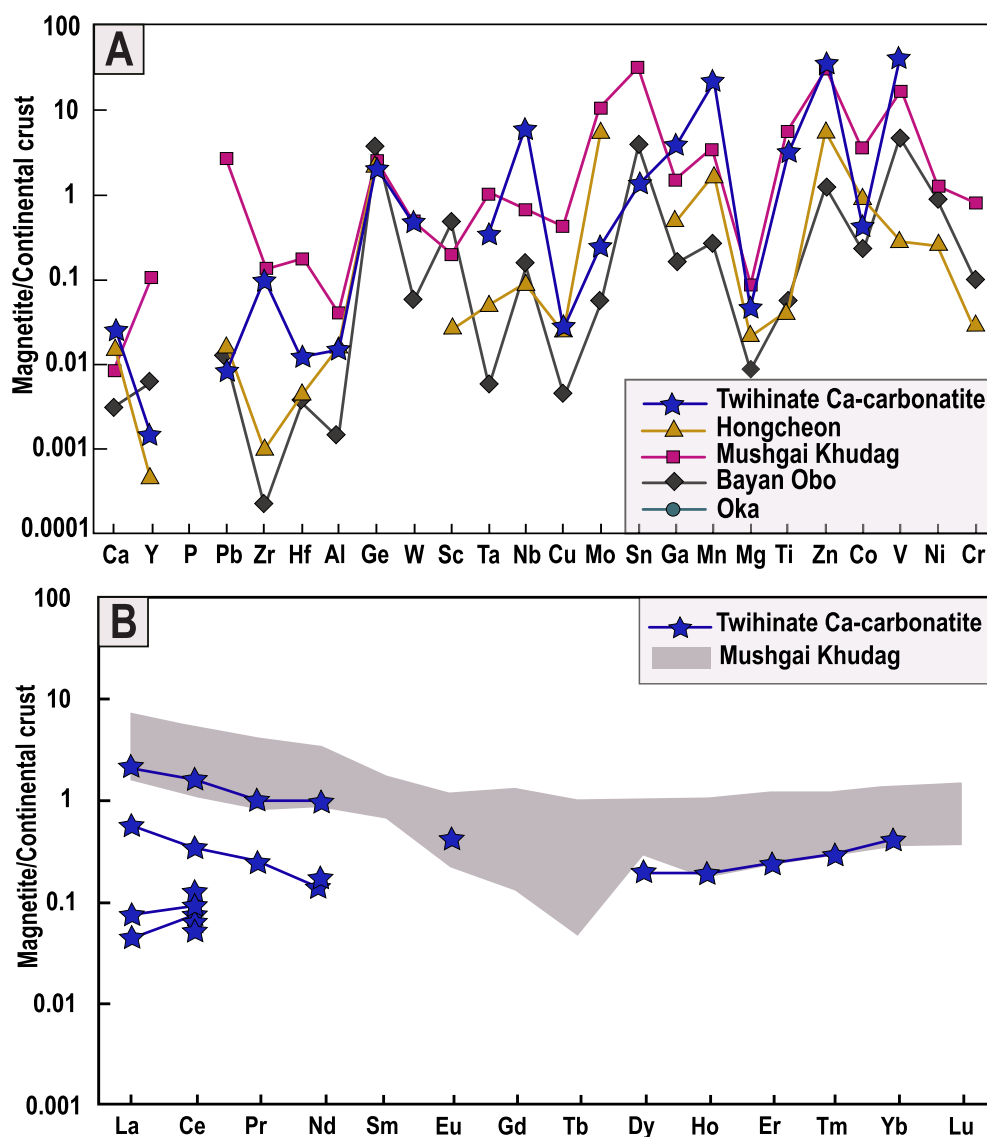 A
Magnetite/Continental crust
100
10
1
0.1
0.01
0.001
0.0001
Twihinate Ca-carbonatite
Hongcheon
Mushgai Khudag
Bayan Obo
Oka
Ca Y P Pb Zr Hf Al Ge W Sc Ta Nb Cu Mo Sn Ga Mn Mg Ti Zn Co V Ni Cr
B
Magnetite/Continental crust
100
10
1
0.1
0.01
0.001
Twihinate Ca-carbonatite
Mushgai Khudag
La Ce Pr Nd Sm Eu Gd Tb Dy Ho Er Tm Yb Lu